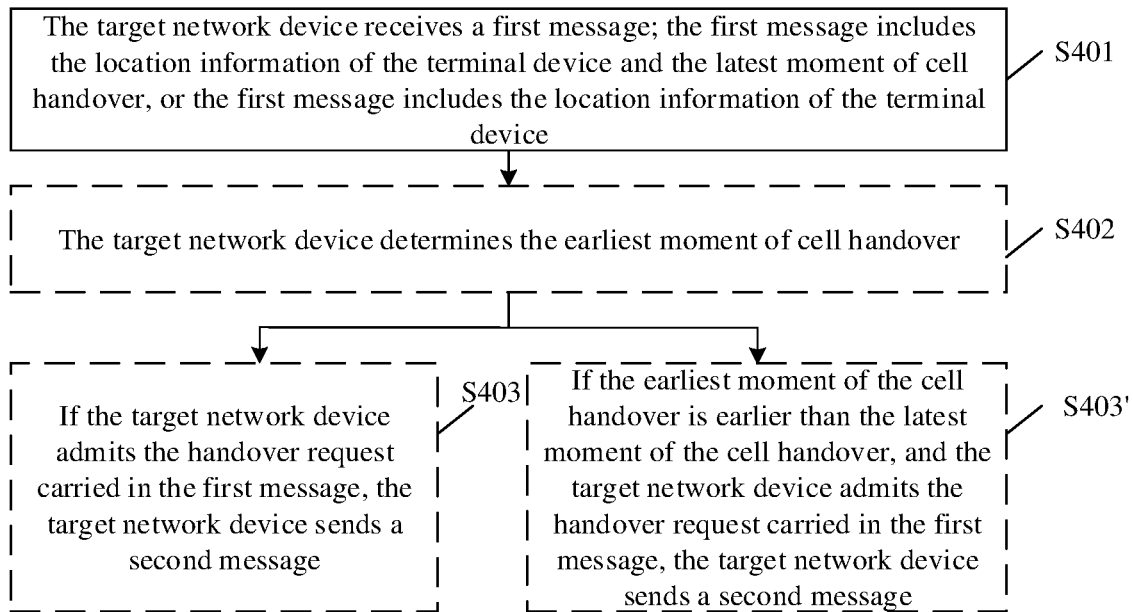 The target network device receives a first message; the first message includes
the location information of the terminal device and the latest moment of cell
handover, or the first message includes the location information of the terminal
device
S401
The target network device determines the earliest moment of cell handover
S402
If the target network device
admits the handover request
carried in the first message, the
target network device sends a
second message
S403
If the earliest moment of the cell
handover is earlier than the latest
moment of the cell handover, and the
target network device admits the
handover request carried in the first
message, the target network device
sends a second message
S403'